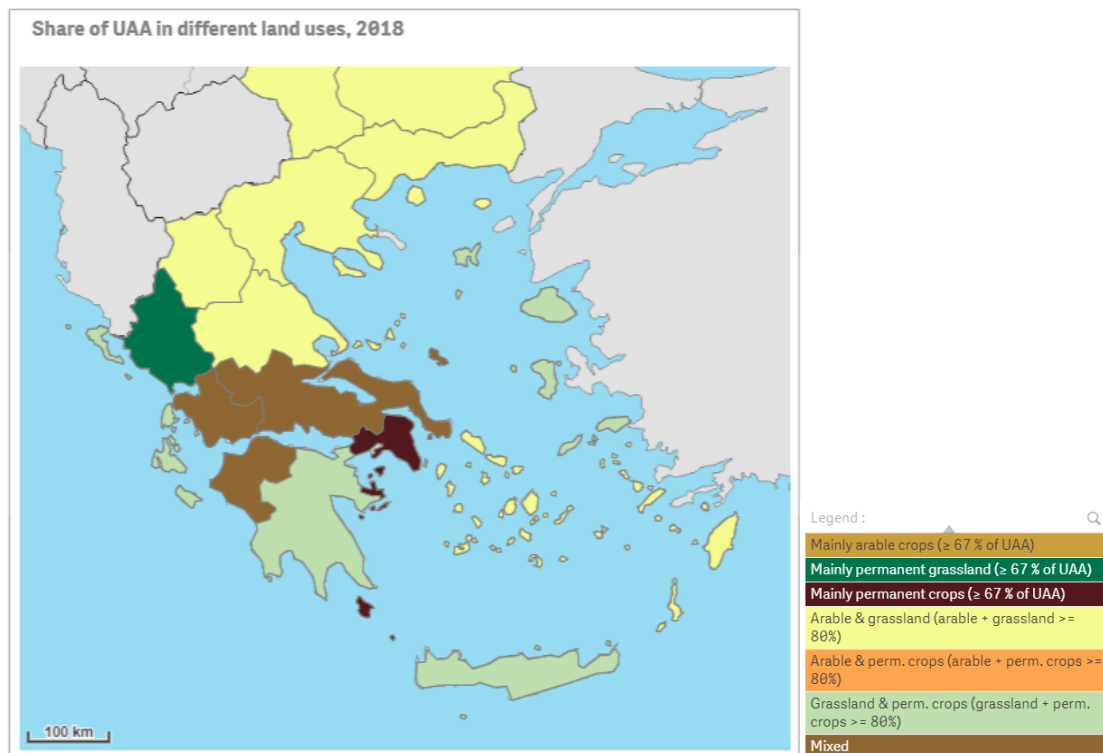 Share of UAA in different land uses, 2018
100 km
Legend :
Mainly arable crops (≥ 67 % of UAA)
Mainly permanent grassland (≥ 67 % of UAA)
Mainly permanent crops (≥ 67 % of UAA)
Arable & grassland (arable + grassland >=
80%)
Arable & perm. crops (arable + perm. crops >=
80%)
Grassland & perm. crops (grassland + perm.
crops >= 80%)
Mixed